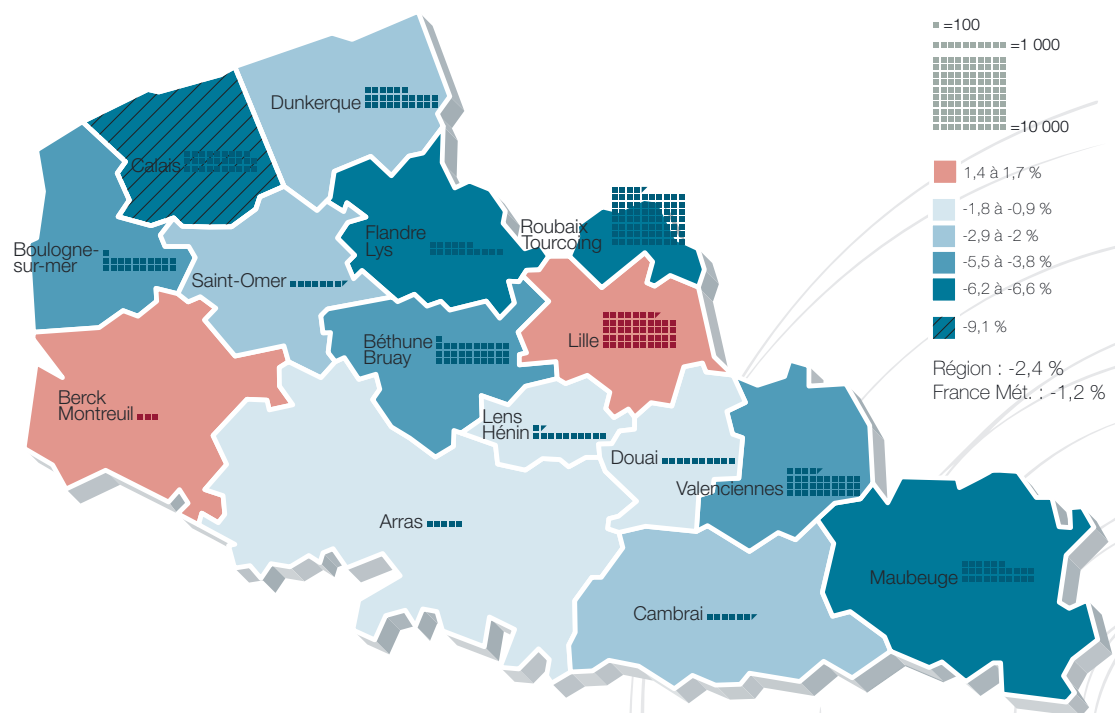 =100
=1 000
=10 000
1,4 à 1,7 %
-1,8 à -0,9 %
-2,9 à -2 %
-5,5 à -3,8 %
-6,2 à -6,6 %
-9,1 %
Région : -2,4 %
France Mét. : -1,2 %
Dunkerque
Calais
Boulogne-
sur-mer
Saint-Omer
Flandre
Lys
Roubaix
Tourcoing
Lille
Béthune
Bruay
Berck
Montreuil
Lens
Hénin
Douai
Valenciennes
Arras
Cambrai
Maubeuge